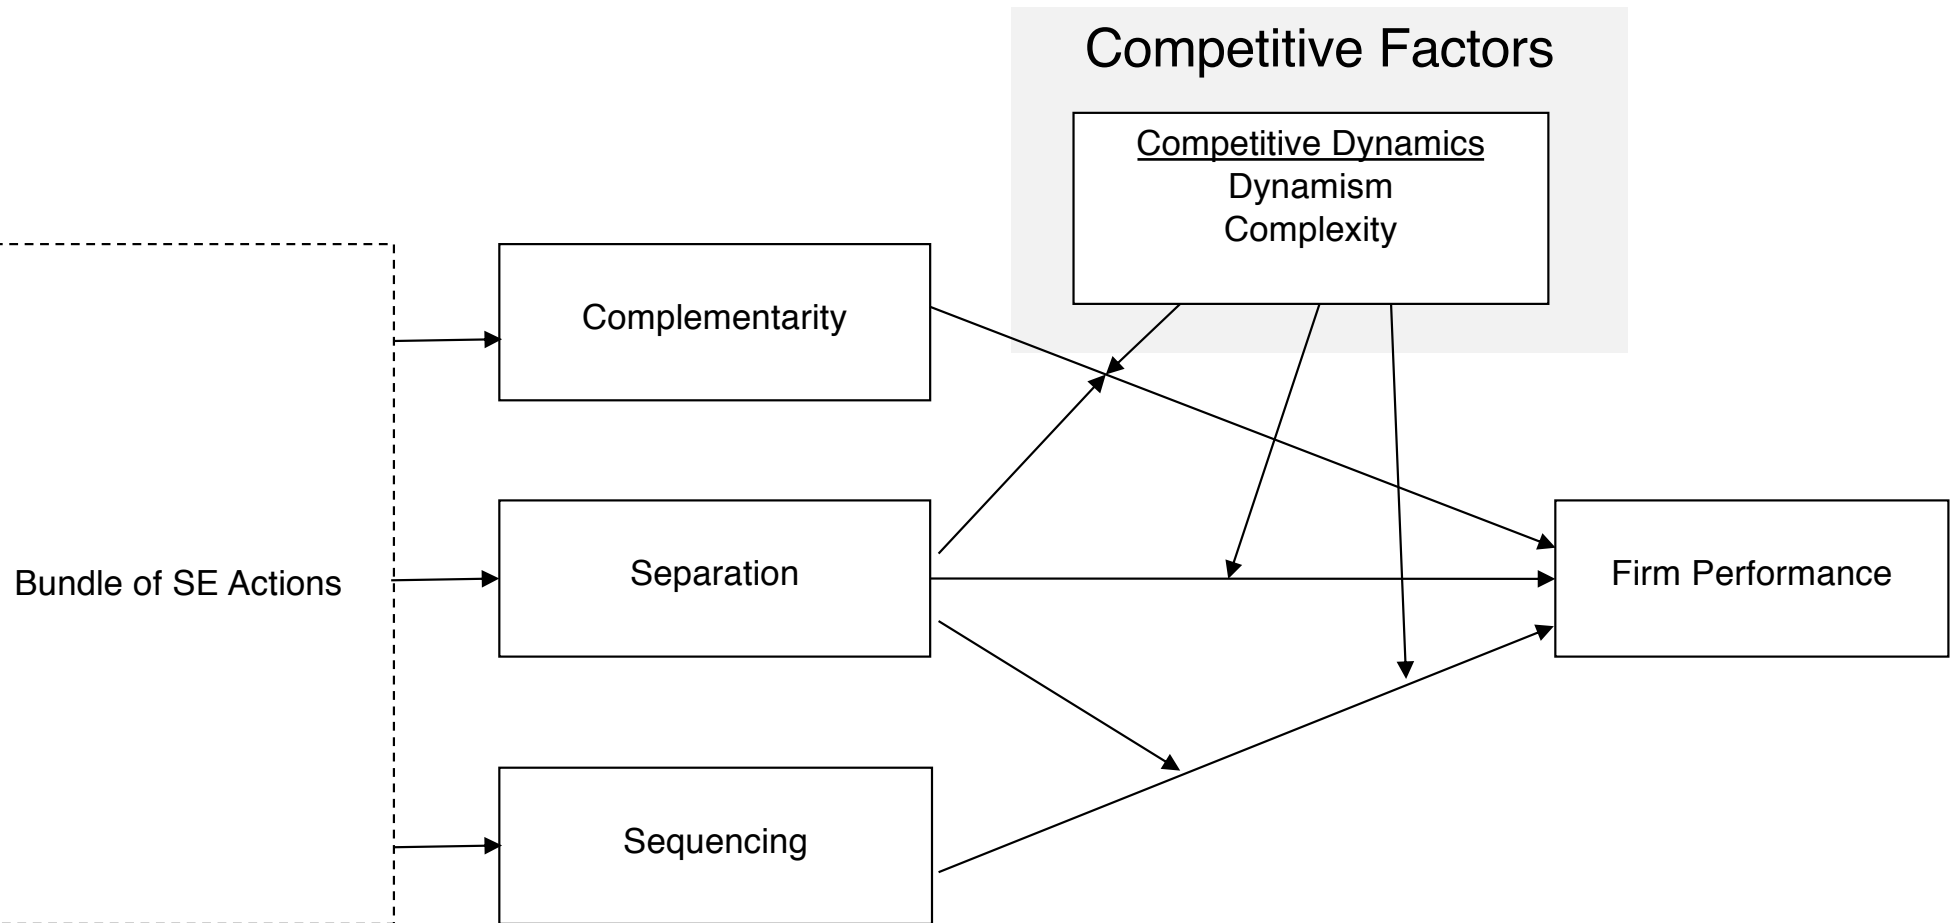 Competitive Factors
Competitive Dynamics
Dynamism
Complexity
Complementarity
Bundle of SE Actions
Separation
Firm Performance
Sequencing